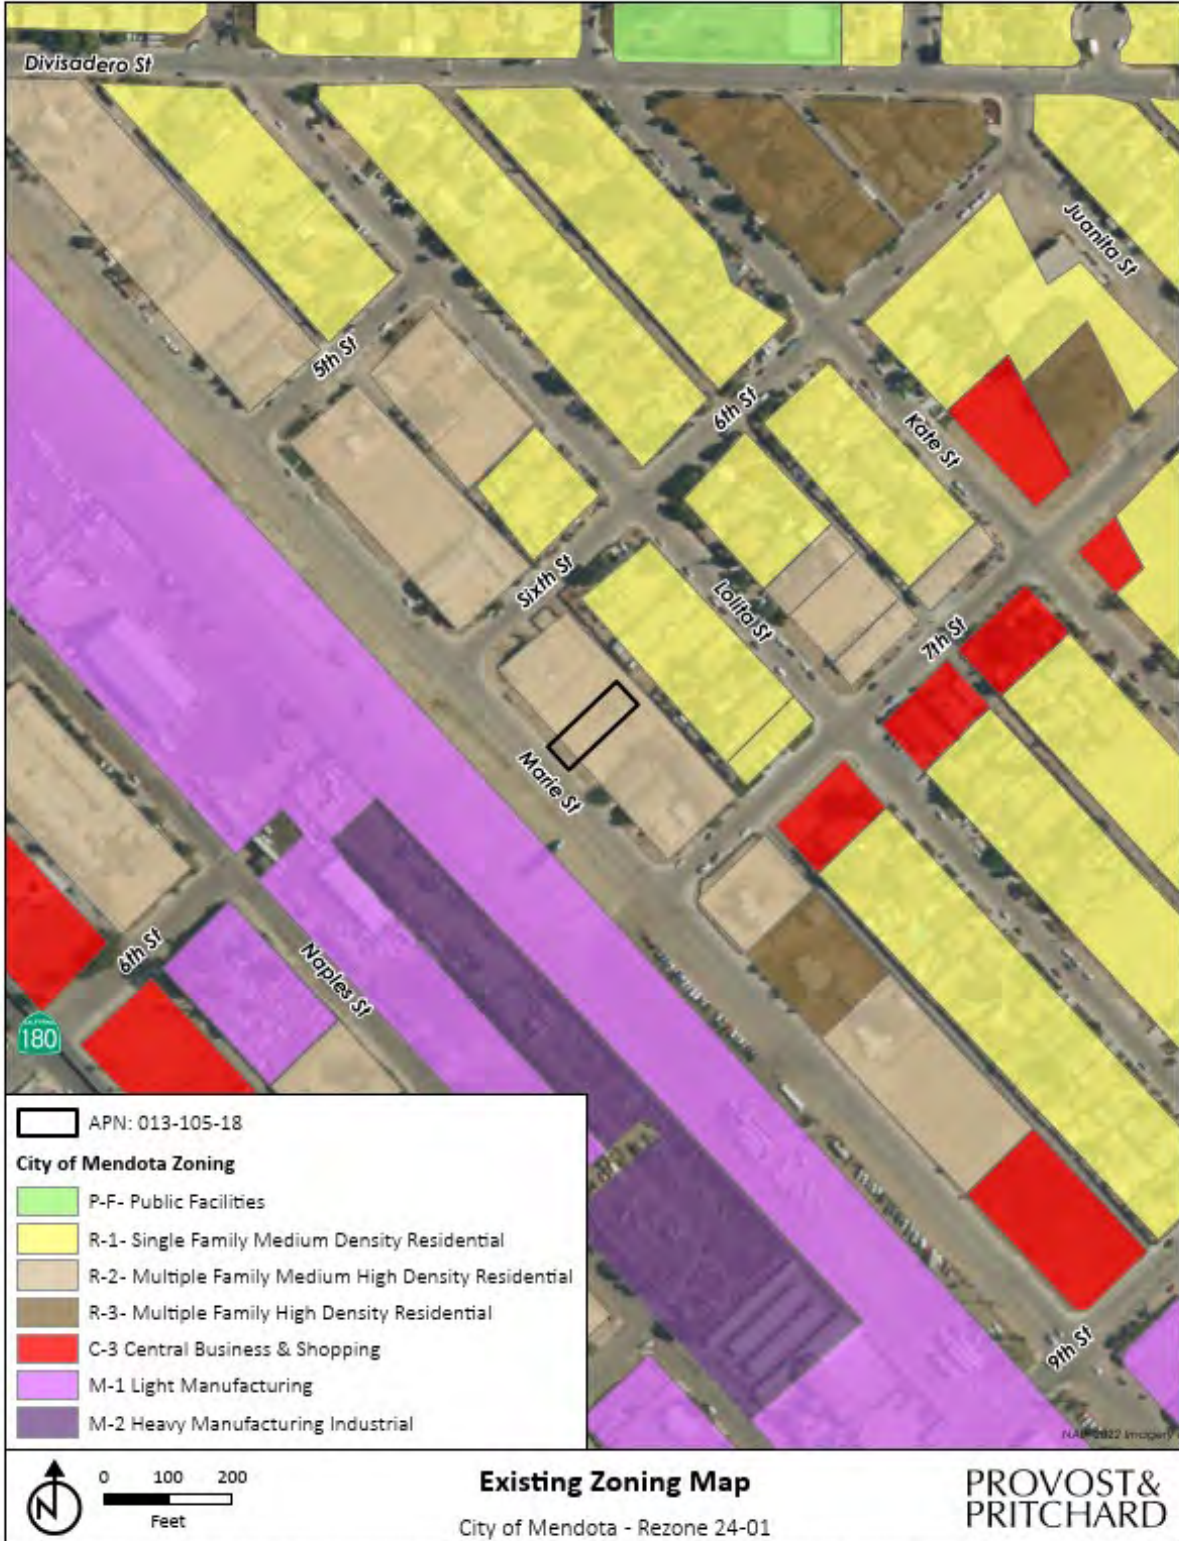 Divisadero St
Juanita St
5th St
6th St
Kate St
Sixth St
Lolita St
7th St
Marie St
6th St
Naples St
CALIFORNIA
180
9th St
APN: 013-105-18
City of Mendota Zoning
P-F- Public Facilities
R-1- Single Family Medium Density Residential
R-2- Multiple Family Medium High Density Residential
R-3- Multiple Family High Density Residential
C-3 Central Business & Shopping
M-1 Light Manufacturing
M-2 Heavy Manufacturing Industrial
NAIP 2022 Imagery
N
0 100 200
Feet
Existing Zoning Map
City of Mendota - Rezone 24-01
PROVOST&
PRITCHARD